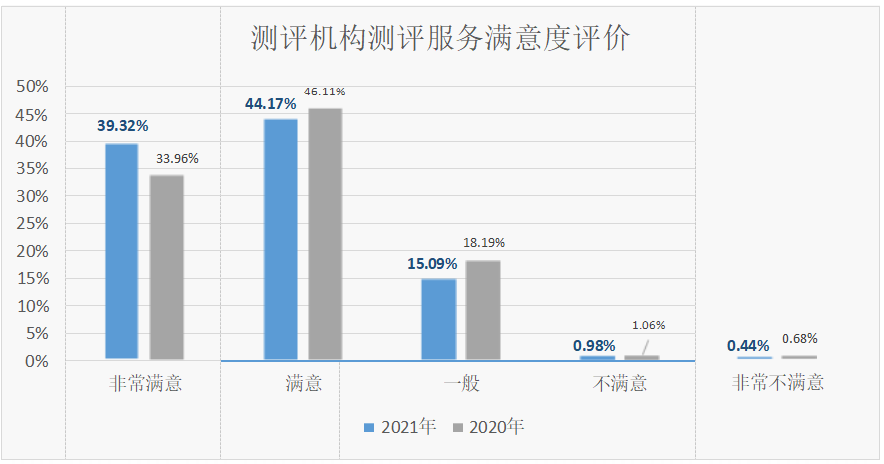 测评机构测评服务满意度评价
50%
45%
40%
35%
30%
25%
20%
15%
10%
5%
0%
39.32%
33.96%
44.17%
46.11%
15.09%
18.19%
0.98%
1.06%
0.44%
0.68%
非常满意
满意
一般
不满意
非常不满意
2021年
2020年